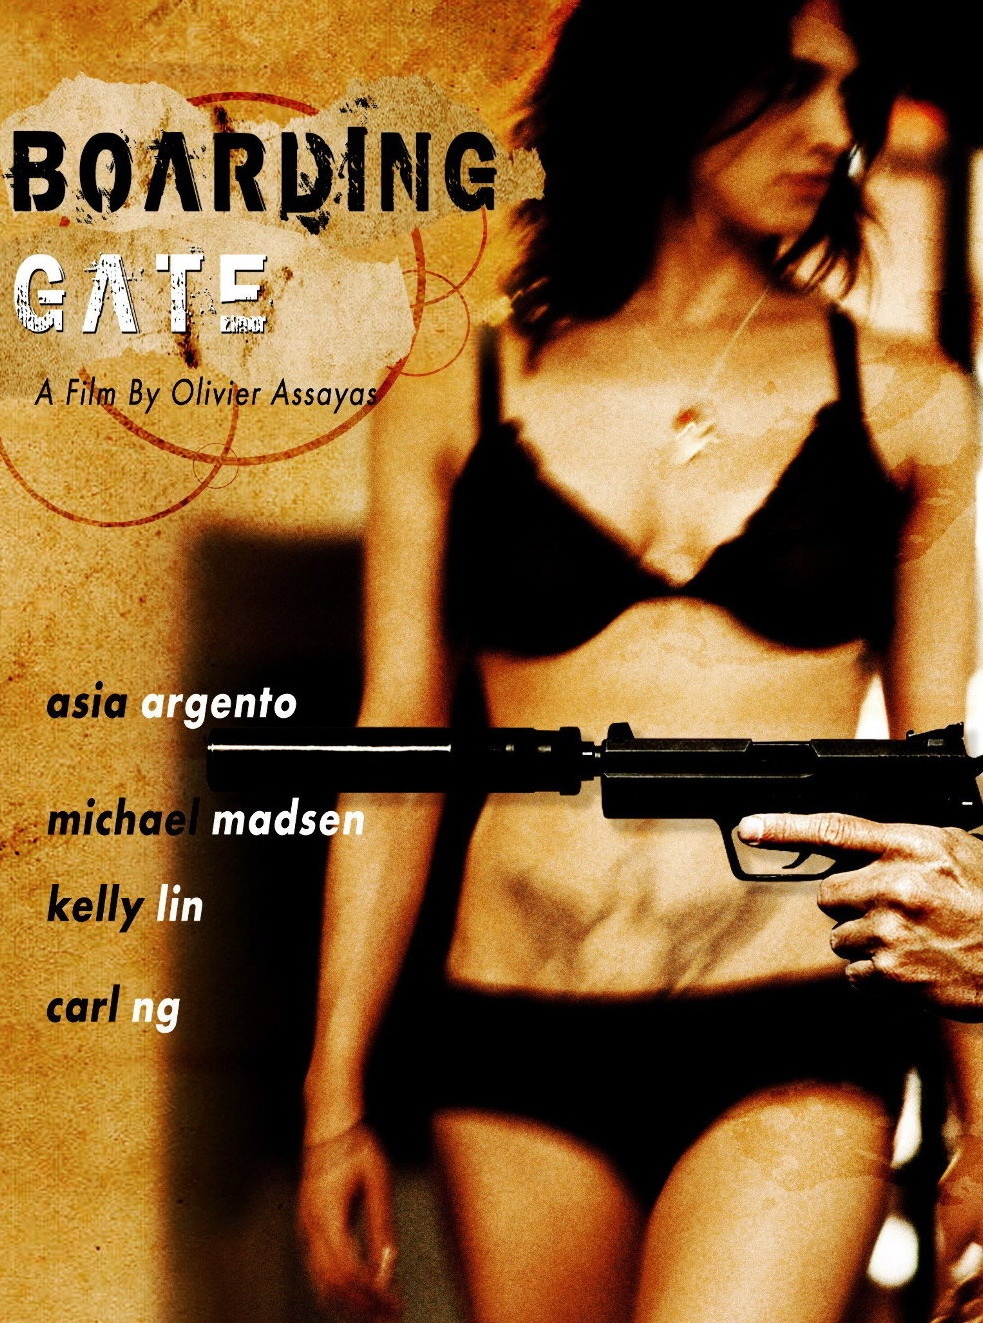 BOARDING
GATE
A Film By Olivier Assayas
asia argento
michael madsen
kelly lin
carl ng